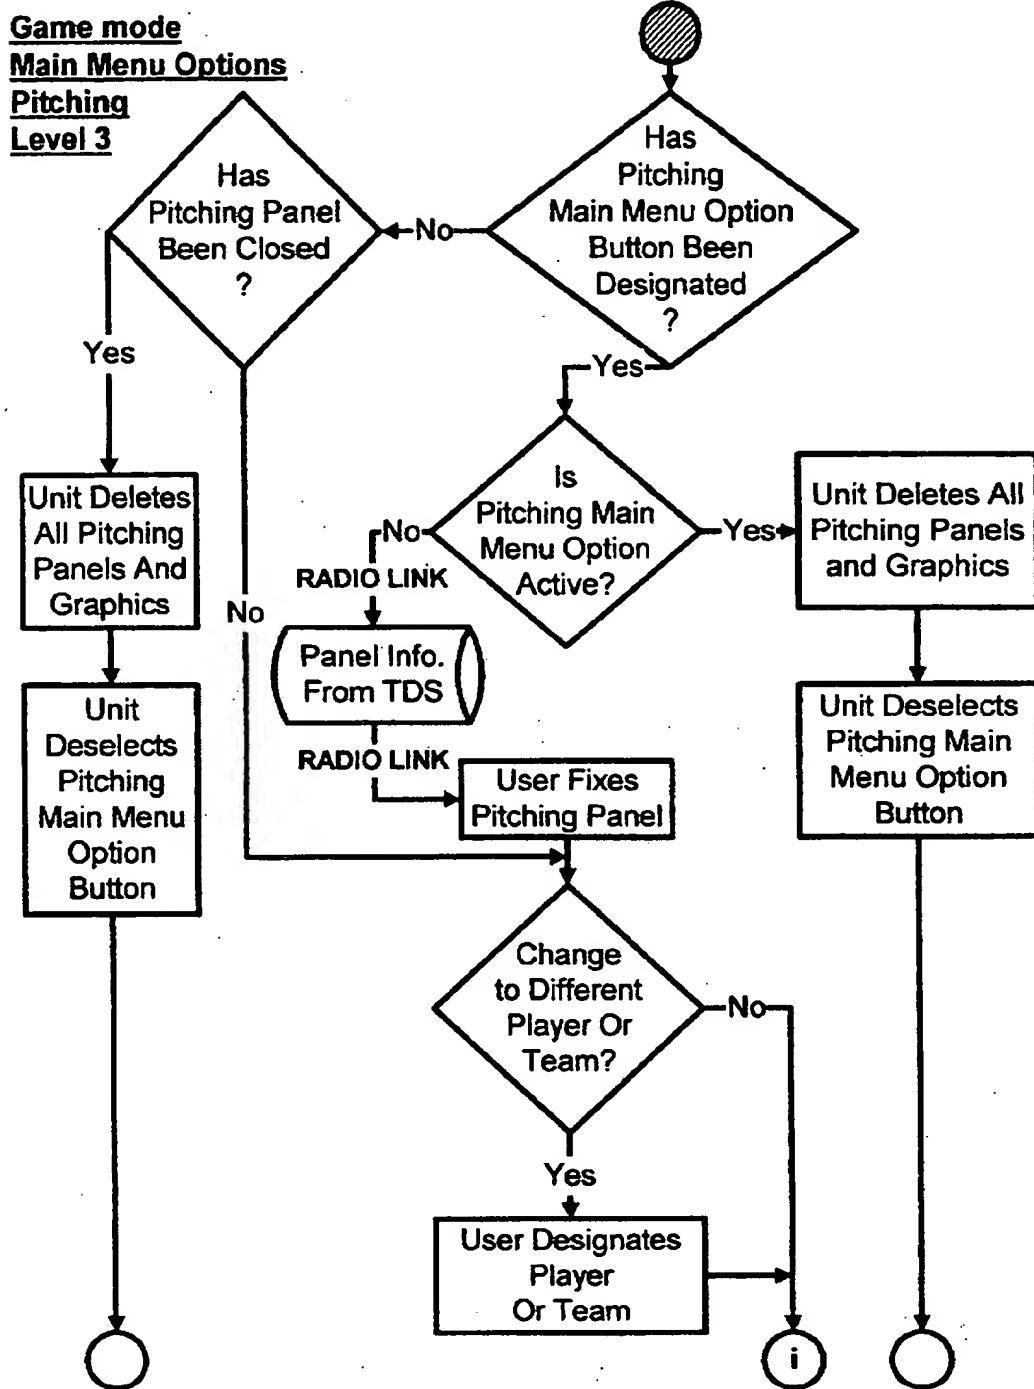 Game mode
Main Menu Options
Pitching
Level 3
Has
Pitching
Main Menu Option
Button Been
Designated
?
No
Has
Pitching Panel
Been Closed
?
Yes
Yes
Is
Pitching Main
Menu Option
Active?
Yes
Unit Deletes All
Pitching Panels
and Graphics
No
RADIO LINK
Unit Deletes
All Pitching
Panels And
Graphics
No
Panel Info.
From TDS
RADIO LINK
Unit
Deselects
Pitching
Main Menu
Option
Button
Unit Deselects
Pitching Main
Menu Option
Button
User Fixes
Pitching Panel
Change
to Different
Player Or
Team?
No
Yes
User Designates
Player
Or Team
i